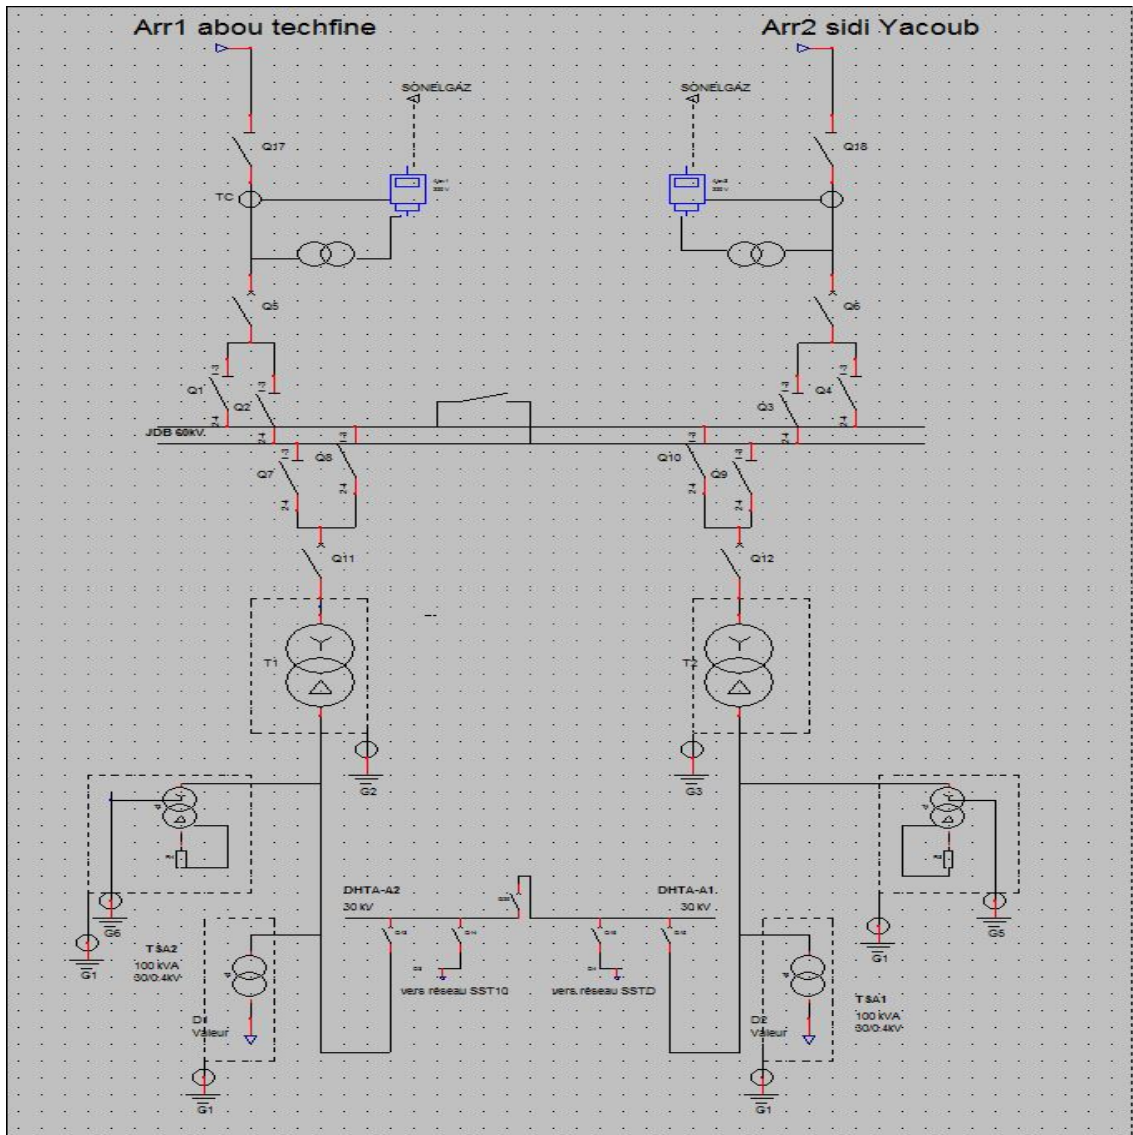 Arr1 abou techfine
Arr2 sidi Yacoub
SONELGAZ
SONELGAZ
Q17
Q18
TC
Q5
Q6
Q1
Q2
Q3
Q4
JDB 60kV.
Q7
Q8
Q10
Q9
Q11
Q12
T1
T2
G2
G3
DHTA-A2
30 kV
DHTA-A1.
30 kV
G6
G5
G1
G1
TSA2
100 kVA
30/0.4kV
vers réseau SST10
vers réseau SSTD
TSA1
100 kVA
30/0.4kV
D1
Valeur
D2
Valeur
G1
G1